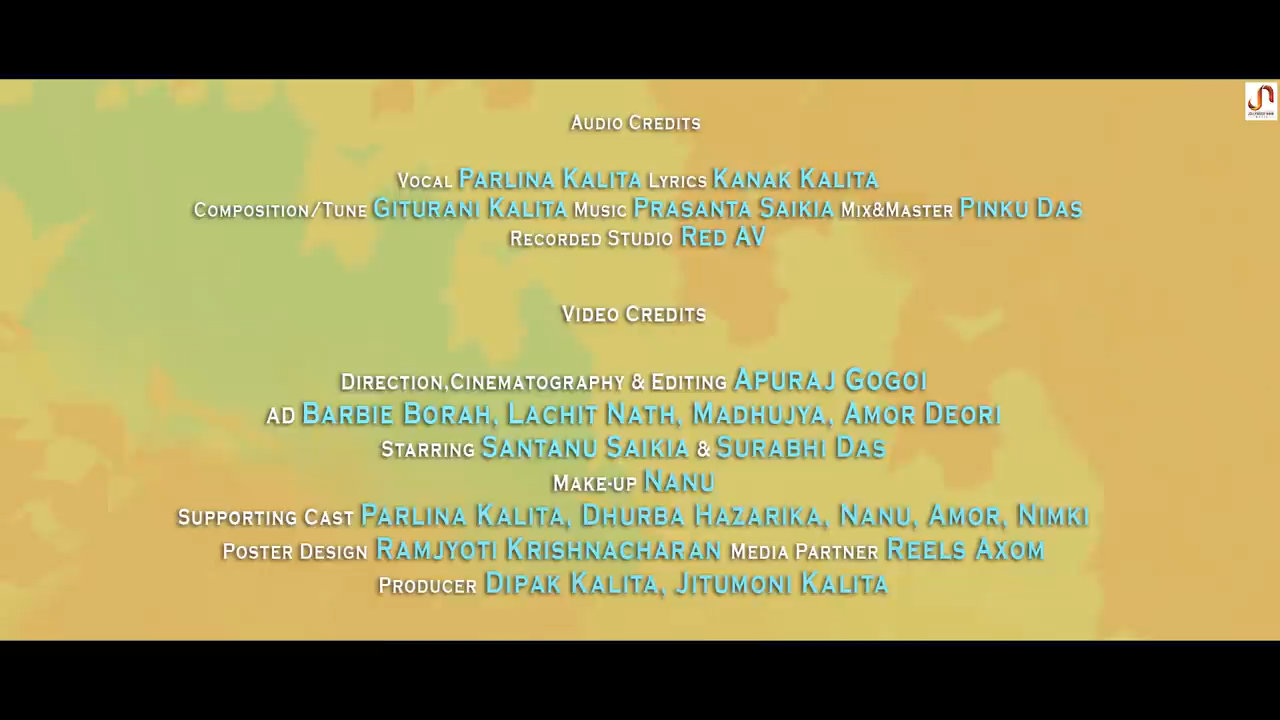 Audio Credits
Vocal Parlina Kalita Lyrics Kanak Kalita
Composition/Tune Giturani Kalita Music Prasanta Saikia Mix&Master Pinku Das
Recorded Studio Red AV
Video Credits
Direction,Cinematography & Editing Apuraj Gogoi
AD Barbie Borah, Lachit Nath, Madhujya, Amor Deori
Starring Santanu Saikia & Surabhi Das
Make-up Nanu
Supporting Cast Parlina Kalita, Dhurba Hazarika, Nanu, Amor, Nimki
Poster Design Ramjyoti Krishnacharan Media Partner Reels Axom
Producer Dipak Kalita, Jitumoni Kalita